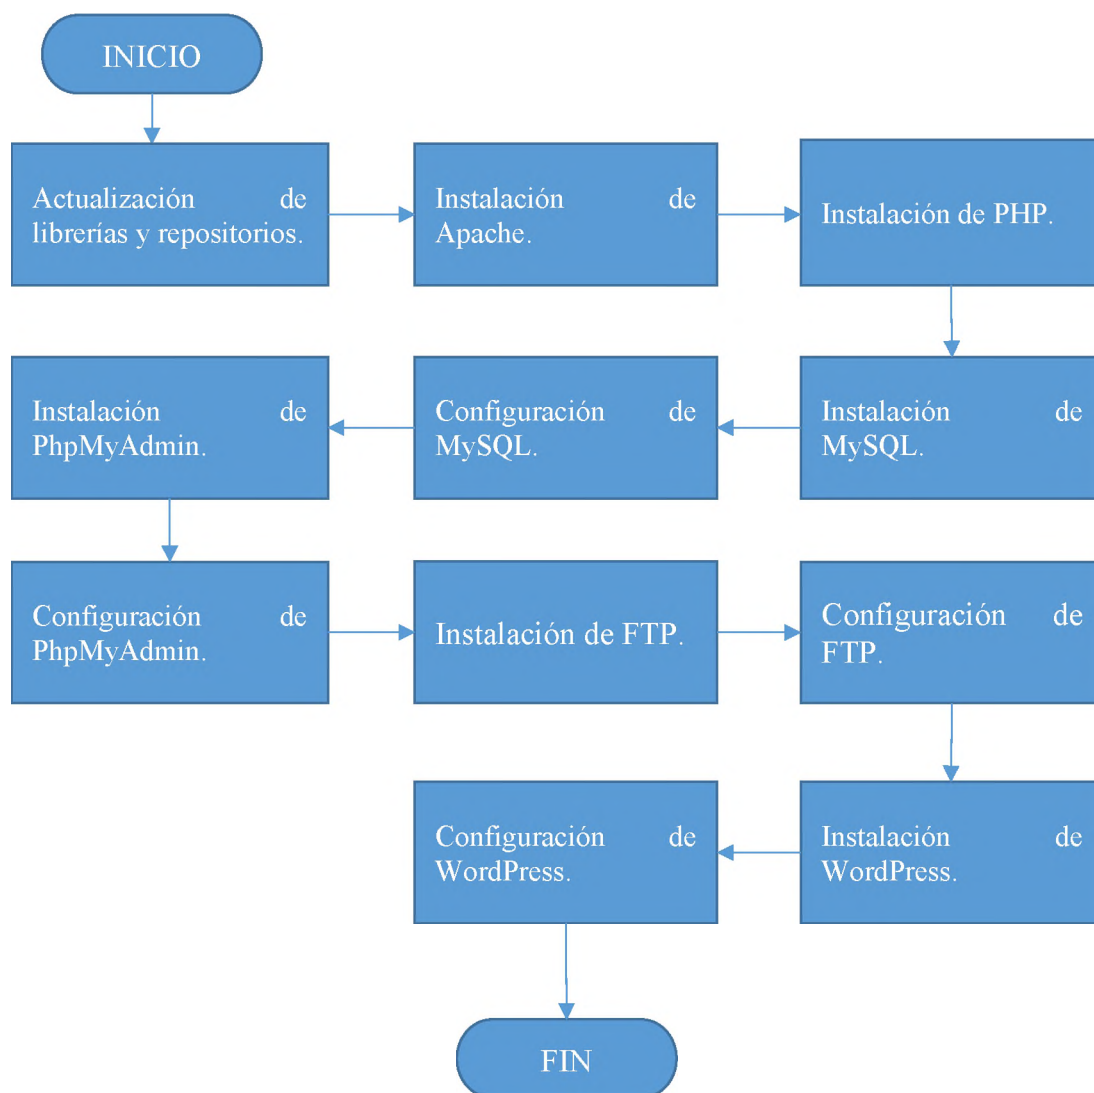 INICIO
Actualización de
librerías y repositorios.
Instalación de
Apache.
Instalación de PHP.
Instalación de
MySQL.
Configuración de
MySQL.
Instalación de
PhpMyAdmin.
Configuración de
PhpMyAdmin.
Instalación de FTP.
Configuración de
FTP.
Instalación de
WordPress.
Configuración de
WordPress.
FIN